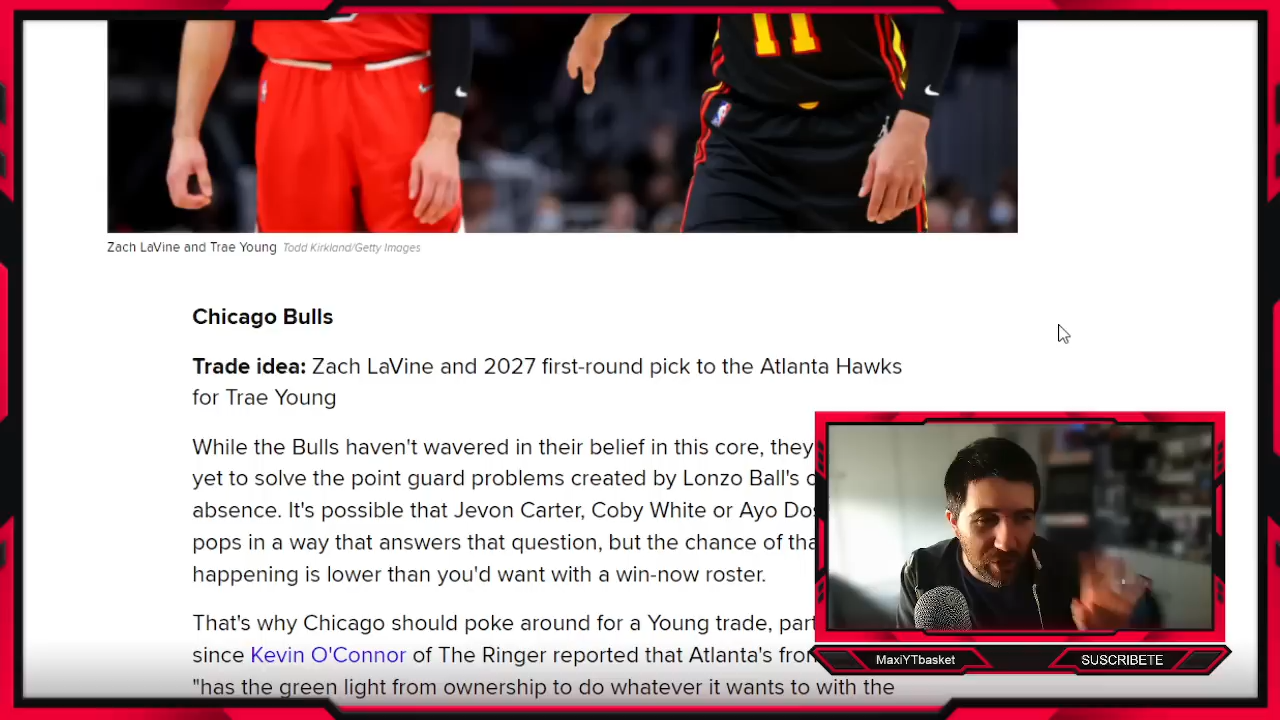 11
Zach LaVine and Trae Young Todd Kirkland/Getty Images
Chicago Bulls
Trade idea: Zach LaVine and 2027 first-round pick to the Atlanta Hawks
for Trae Young
While the Bulls haven't wavered in their belief in this core, they
yet to solve the point guard problems created by Lonzo Ball's
absence. It's possible that Jevon Carter, Coby White or Ayo
pops in a way that answers that question, but the chance of
happening is lower than you'd want with a win-now roster.
That's why Chicago should poke around for a Young trade,
since Kevin O'Connor of The Ringer reported that Atlanta's
"has the green light from ownership to do whatever it wants to with the
MaxiYTbasket
SUSCRIBETE